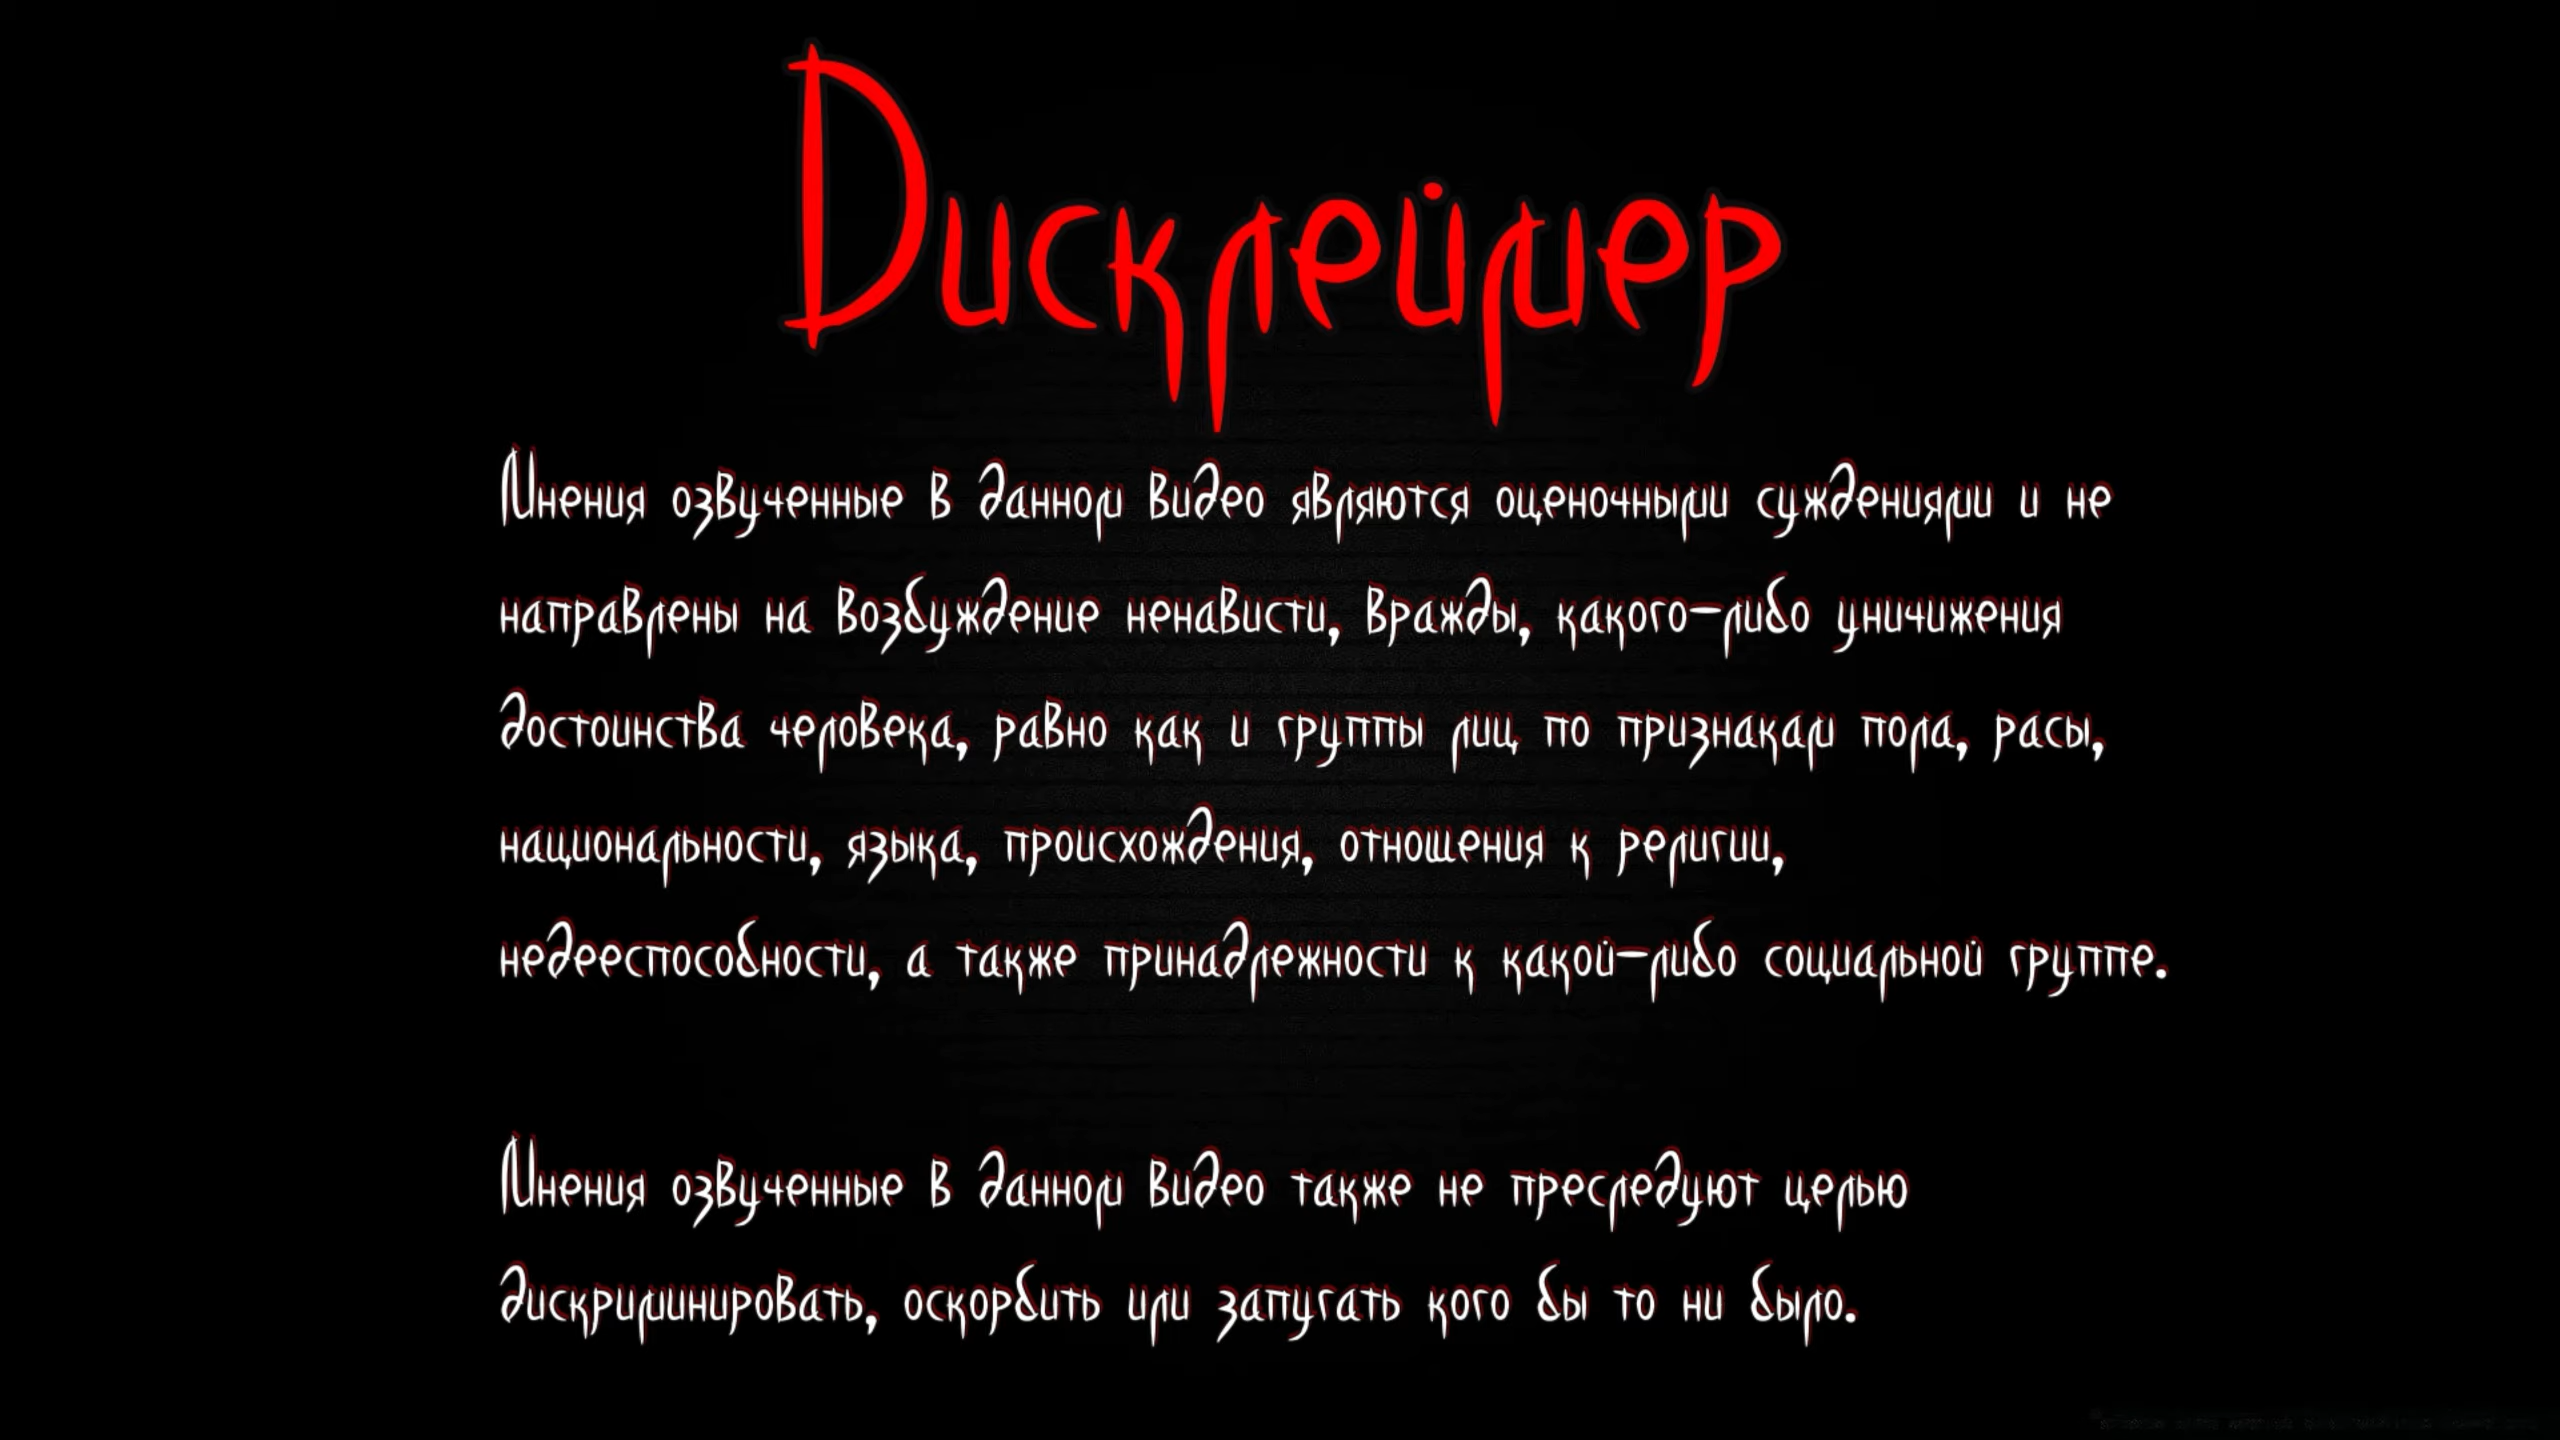 Дисклеймер
Мнения озвученные в данном видео являются оценочными суждениями и не
направлены на возбуждение ненависти, вражды, какого-либо уничижения
достоинства человека, равно как и группы лиц по признакам пола, расы,
национальности, языка, происхождения, отношения к религии,
недееспособности, а также принадлежности к какой-либо социальной группе.
Мнения озвученные в данном видео также не преследуют целью
дискриминировать, оскорбить или запугать кого бы то ни было.